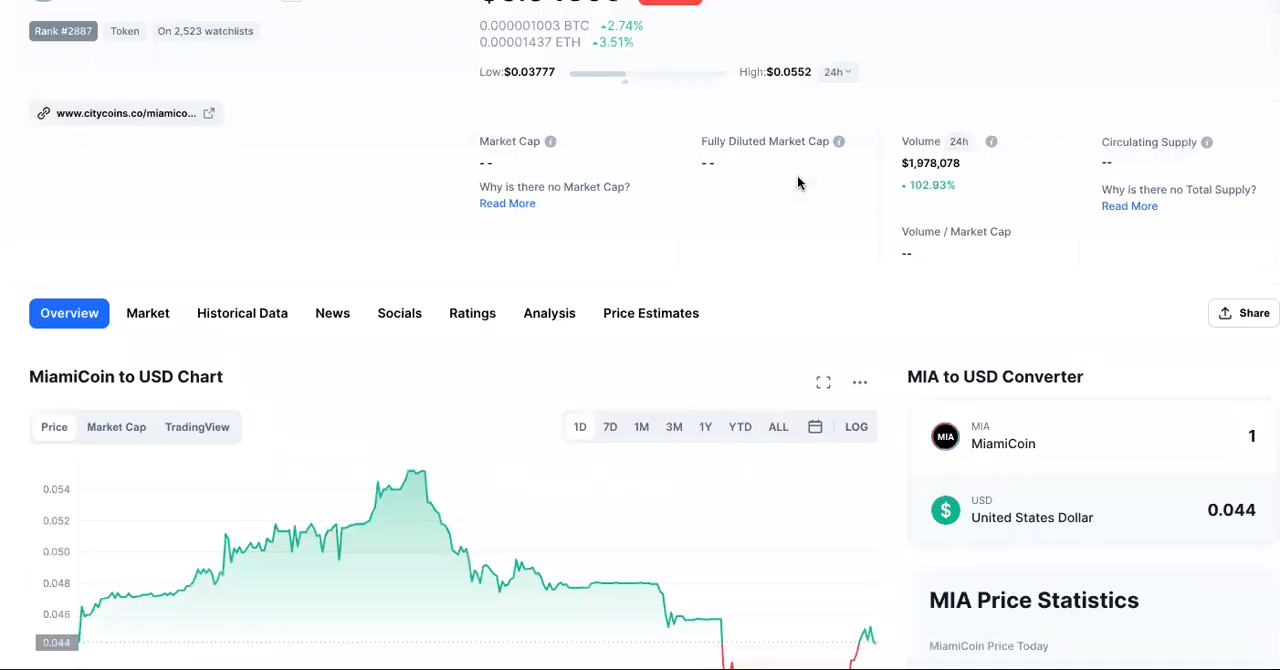 Rank #2887 Token On 2,523 watchlists
0.000001003 BTC 2.74%
0.00001437 ETH 3.51%
Low:$0.03777 High:$0.0552 24h
www.citycoins.co/miamico...
Market Cap Fully Diluted Market Cap Volume 24h Circulating Supply
-- -- $1,978,078 --
Why is there no Market Cap? 102.93% Why is there no Total Supply?
Read More Read More
Volume / Market Cap
--
Overview Market Historical Data News Socials Ratings Analysis Price Estimates Share
MiamiCoin to USD Chart MIA to USD Converter
Price Market Cap TradingView 1D 7D 1M 3M 1Y YTD ALL LOG
MIA
MIA MiamiCoin 1
0.054
0.052
0.050
0.048
0.046
0.044
USD
$ United States Dollar 0.044
MIA Price Statistics
MiamiCoin Price Today